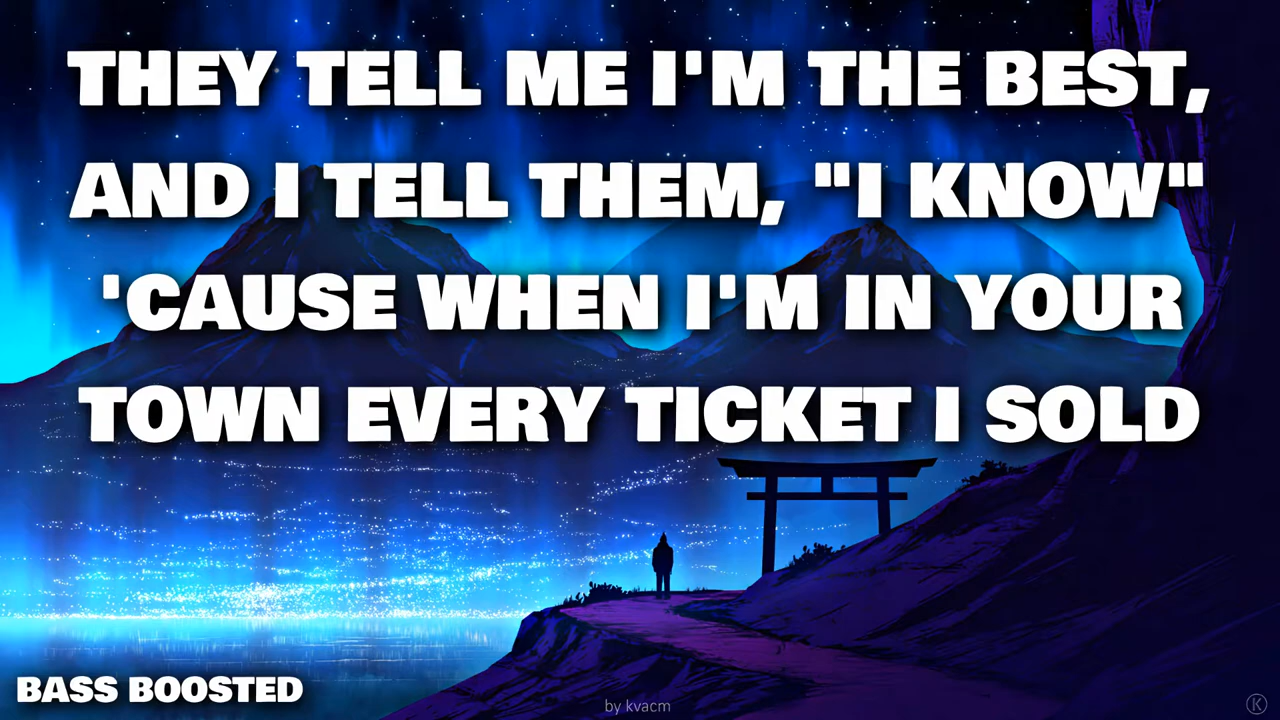 THEY TELL ME I'M THE BEST,
AND I TELL THEM, "I KNOW"
'CAUSE WHEN I'M IN YOUR
TOWN EVERY TICKET I SOLD
BASS BOOSTED
by kvacm
K